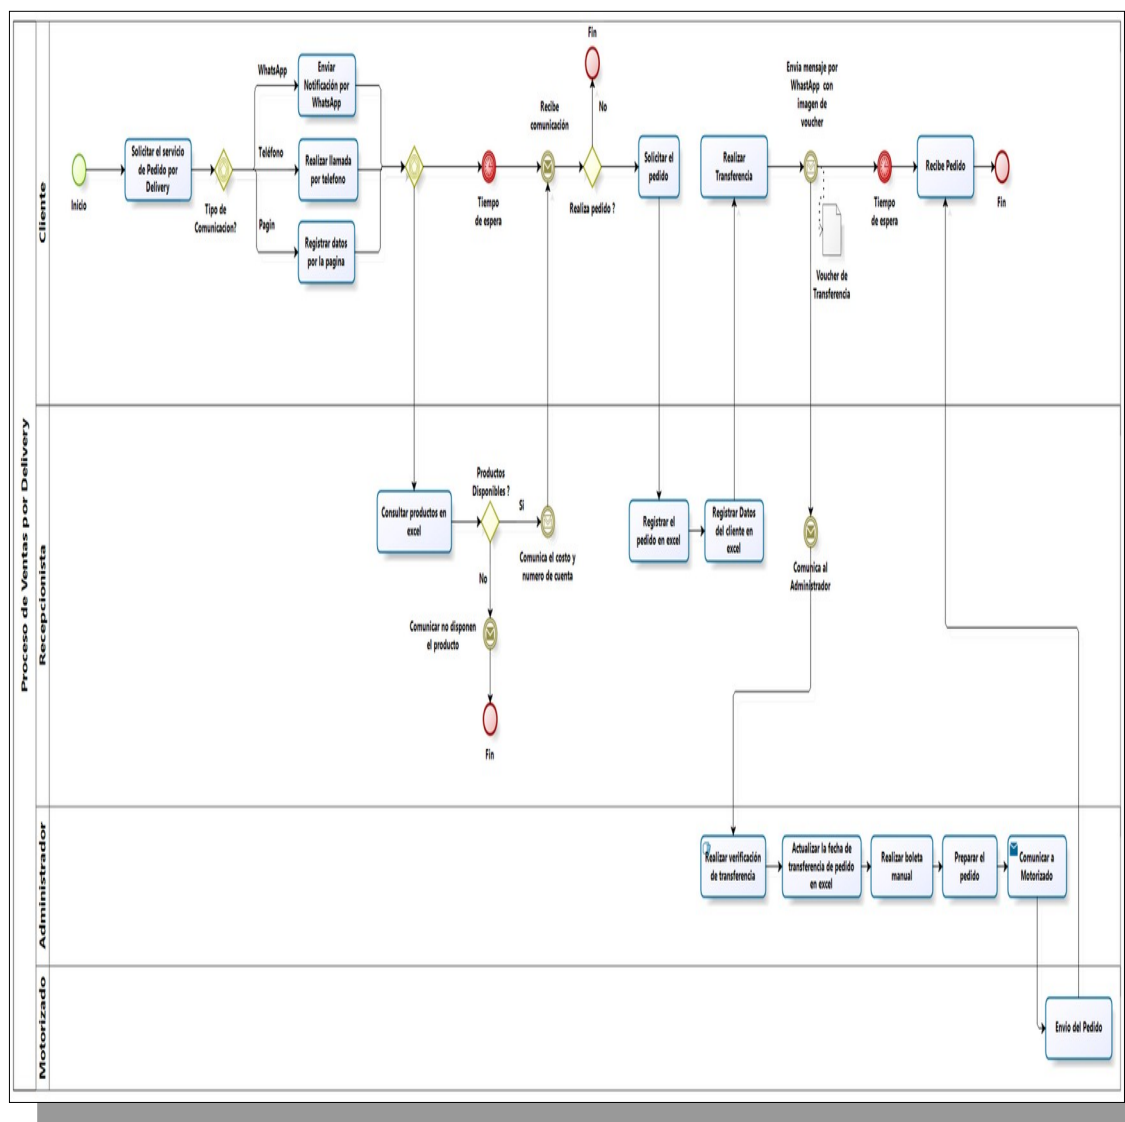 Proceso de Ventas por Delivery
Cliente
Inicio
Solicitar el servicio
de Pedido por
Delivery
Tipo de
Comunicacion?
WhatsApp
Teléfono
Pagin
Enviar
Notificación por
WhatsApp
Realizar llamada
por telefono
Registrar datos
por la pagina
Tiempo
de espera
Recibe
comunicación
Fin
No
Realiza pedido ?
Solicitar el
pedido
Realizar
Transferencia
Envia mensaje por
WhastApp con
imagen de
voucher
Voucher de
Transferencia
Tiempo
de espera
Recibe Pedido
Fin
Recepcionista
Consultar productos en
excel
Productos
Disponibles ?
Si
No
Comunica el costo y
numero de cuenta
Comunicar no disponen
el producto
Fin
Registrar el
pedido en excel
Registrar Datos
del cliente en
excel
Comunica al
Administrador
Administrador
Realizar verificación
de transferencia
Actualizar la fecha de
transferencia de pedido
en excel
Realizar boleta
manual
Preparar el
pedido
Comunicar a
Motorizado
Motorizado
Envio del Pedido